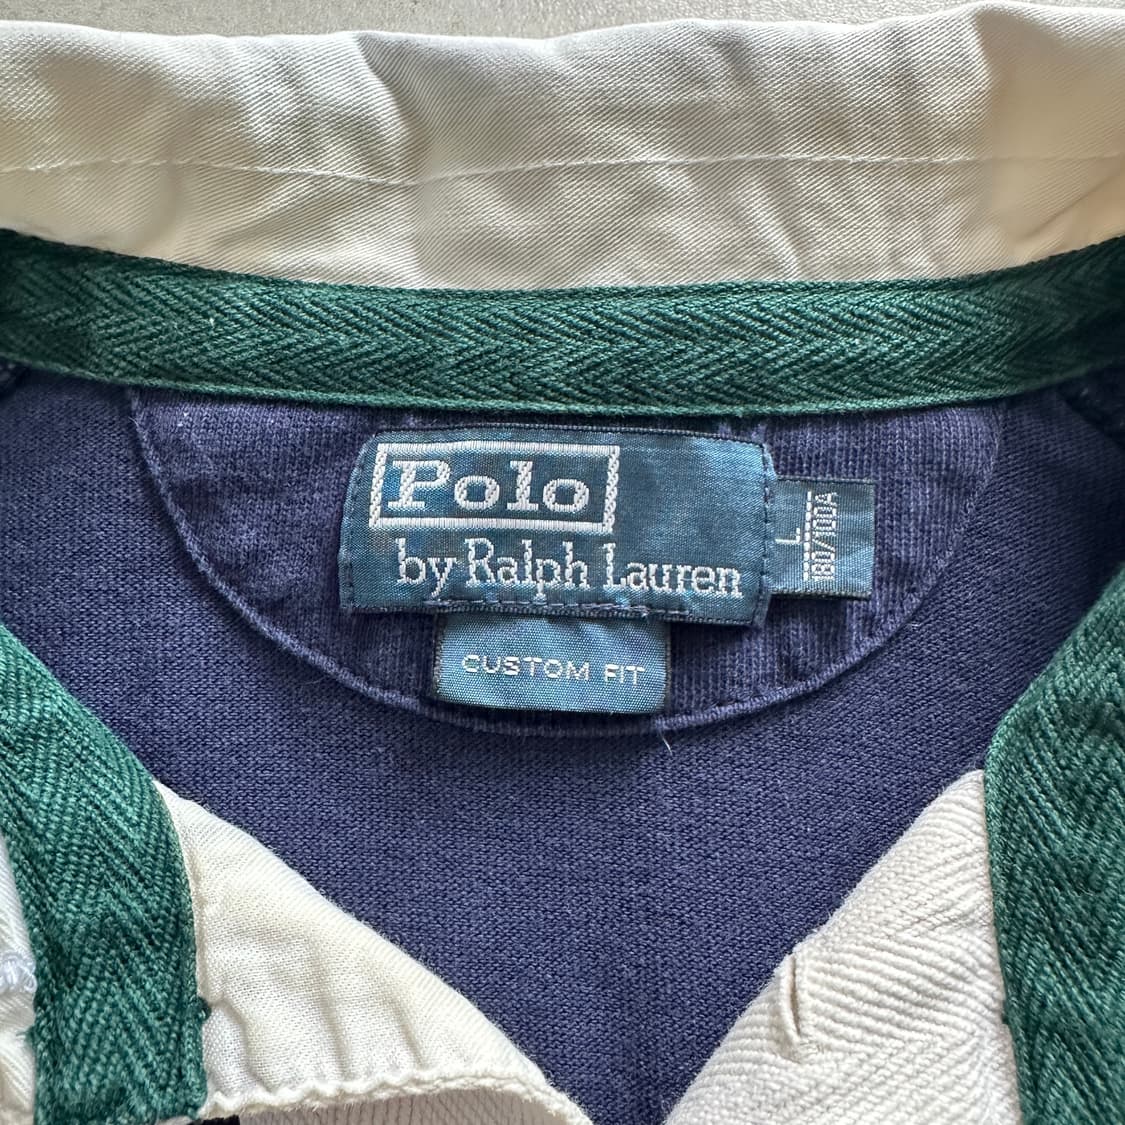 Polo
by Ralph Lauren
L
180/100A
CUSTOM FIT